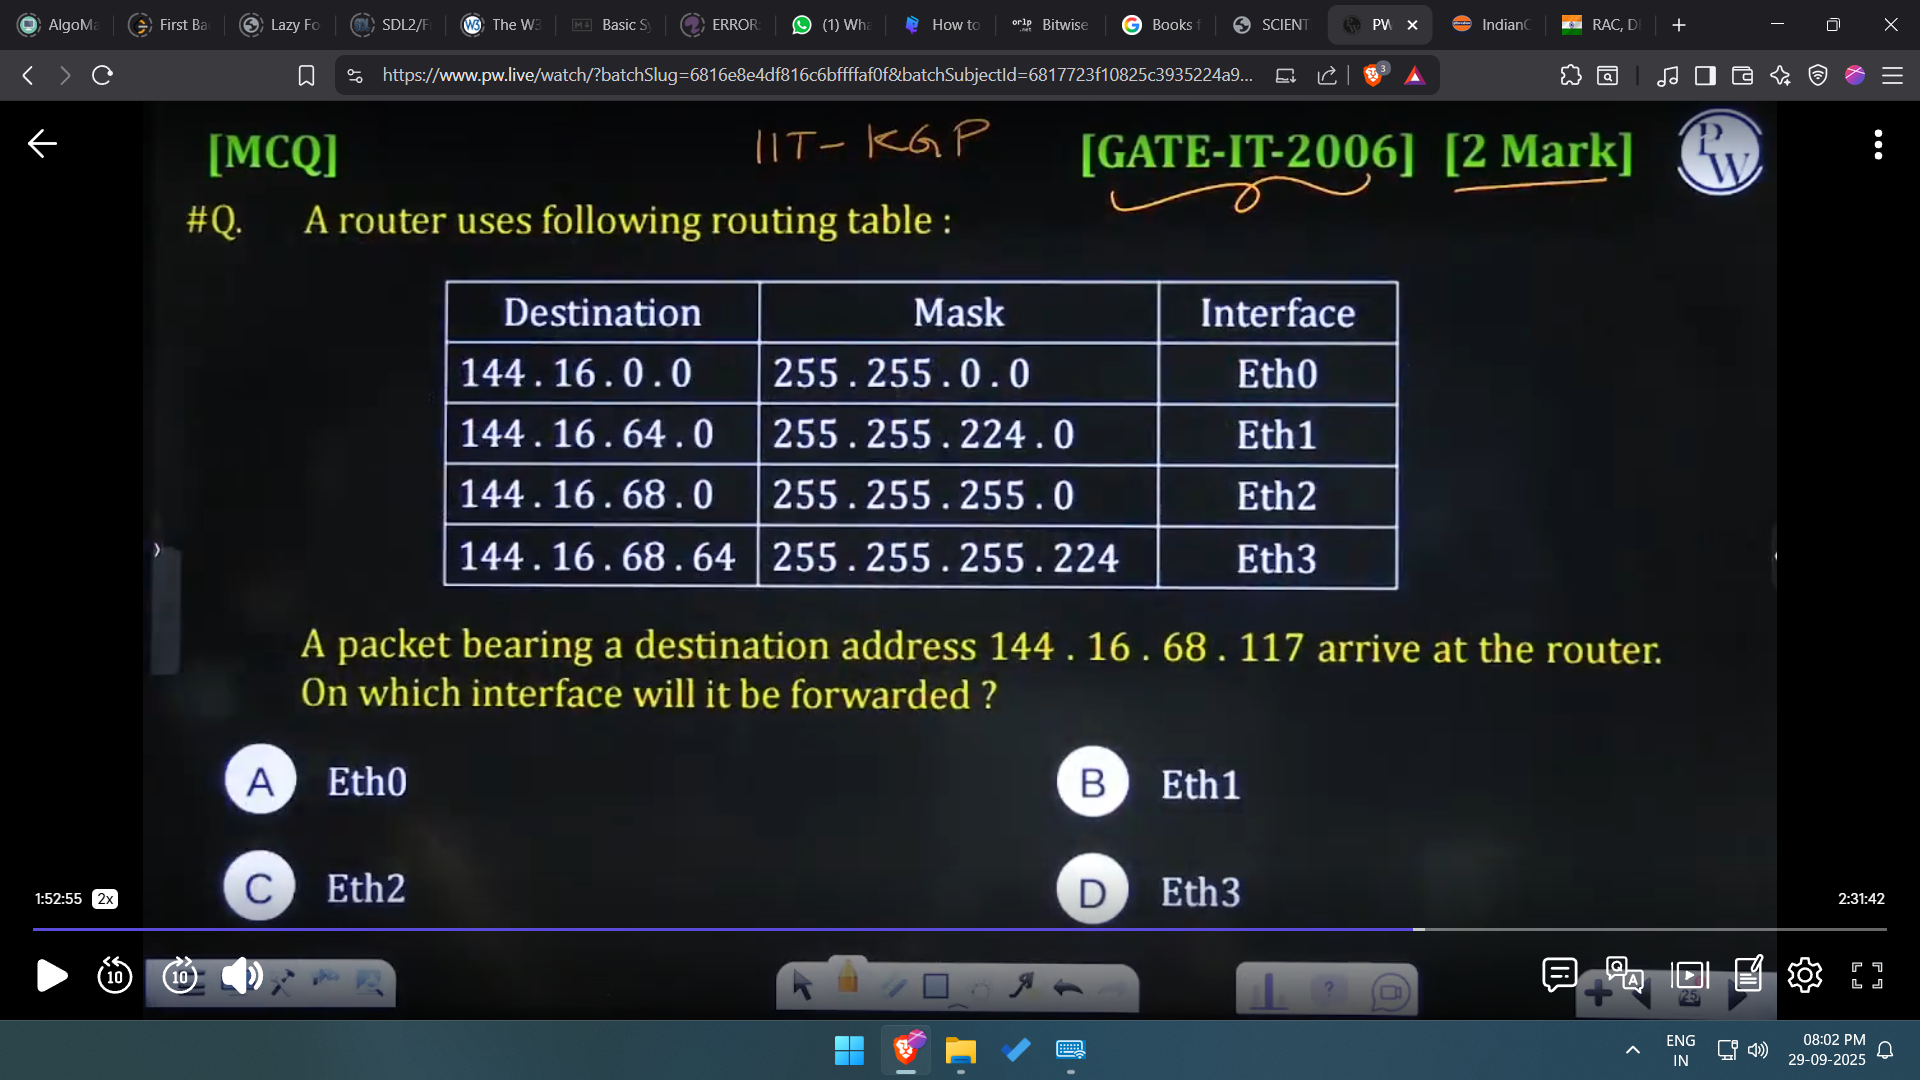 AlgoMa
First Ba
Lazy Fo
SDL2/F
The W3
Basic Sy
ERROR:
(1) Wha
How to
Bitwise
Books f
SCIENT
PW
IndianO
RAC, D
https://www.pw.live/watch/?batchSlug=6816e8e4df816c6bffffaf0f&batchSubjectId=6817723f10825c3935224a9...
3
[MCQ] IIT-KGP [GATE-IT-2006] [2 Mark]
PW
#Q. A router uses following routing table :
Destination Mask Interface
144 . 16 . 0 . 0 255 . 255 . 0 . 0 Eth0
144 . 16 . 64 . 0 255 . 255 . 224 . 0 Eth1
144 . 16 . 68 . 0 255 . 255 . 255 . 0 Eth2
144 . 16 . 68 . 64 255 . 255 . 255 . 224 Eth3
A packet bearing a destination address 144 . 16 . 68 . 117 arrive at the router.
On which interface will it be forwarded ?
A Eth0 B Eth1
C Eth2 D Eth3
1:52:55 2x 2:31:42
10 10
ENG
IN
08:02 PM
29-09-2025